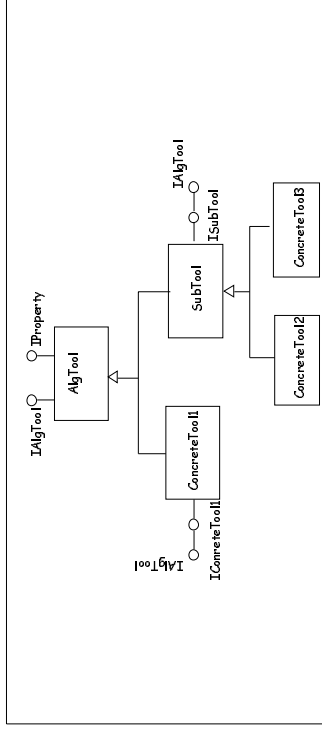 IAlgTool
IProperty
AlgTool
IAlgTool
ISubTool
SubTool
ConcreteTool1
IAlgTool
IConreteTool1
ConcreteTool2
ConcreteTool3